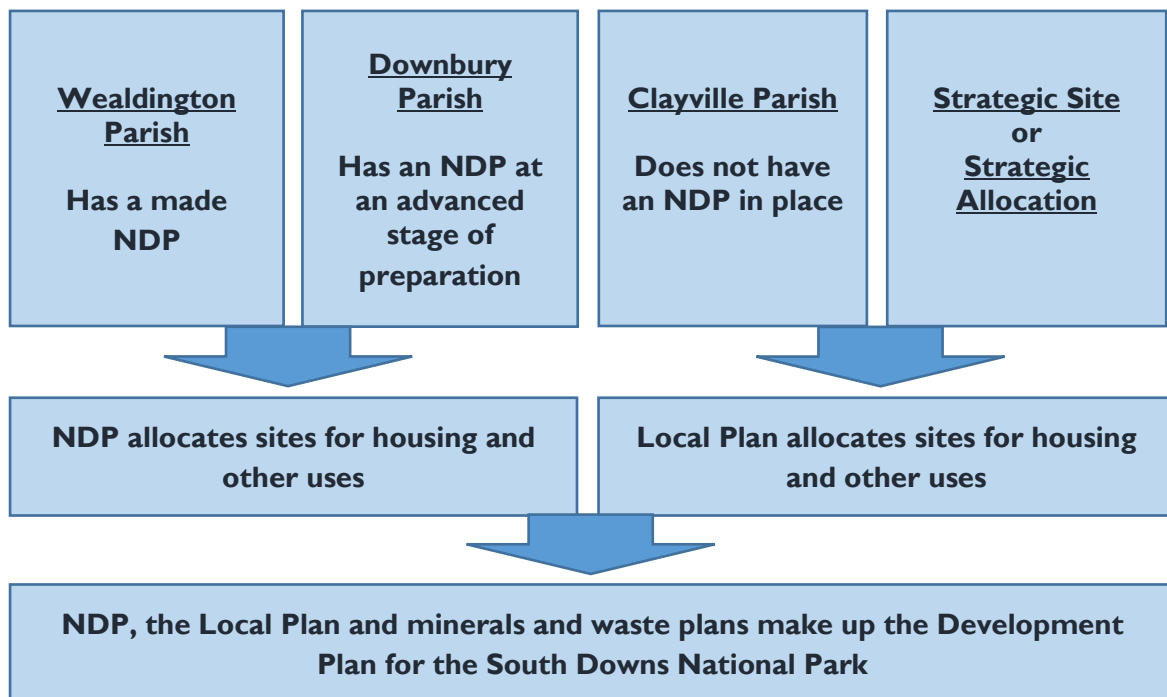 Wealdington
Parish
Has a made
NDP
Downbury
Parish
Has an NDP at
an advanced
stage of
preparation
Clayville Parish
Does not have
an NDP in place
Strategic Site
or
Strategic
Allocation
NDP allocates sites for housing and
other uses
Local Plan allocates sites for housing
and other uses
NDP, the Local Plan and minerals and waste plans make up the Development
Plan for the South Downs National Park